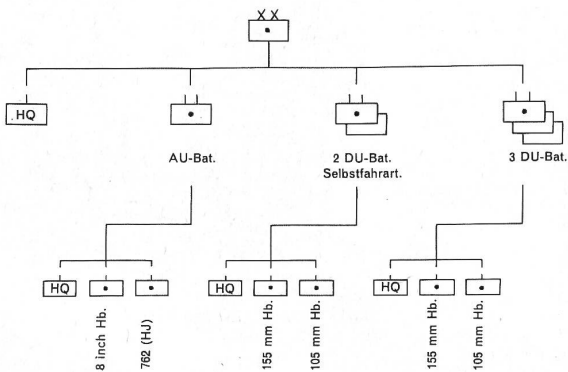 XX
HQ
AU-Bat.
2 DU-Bat.
Selbstfahrart.
3 DU-Bat.
HQ
8 inch Hb.
762 (HJ)
HQ
155 mm Hb.
105 mm Hb.
HQ
155 mm Hb.
105 mm Hb.